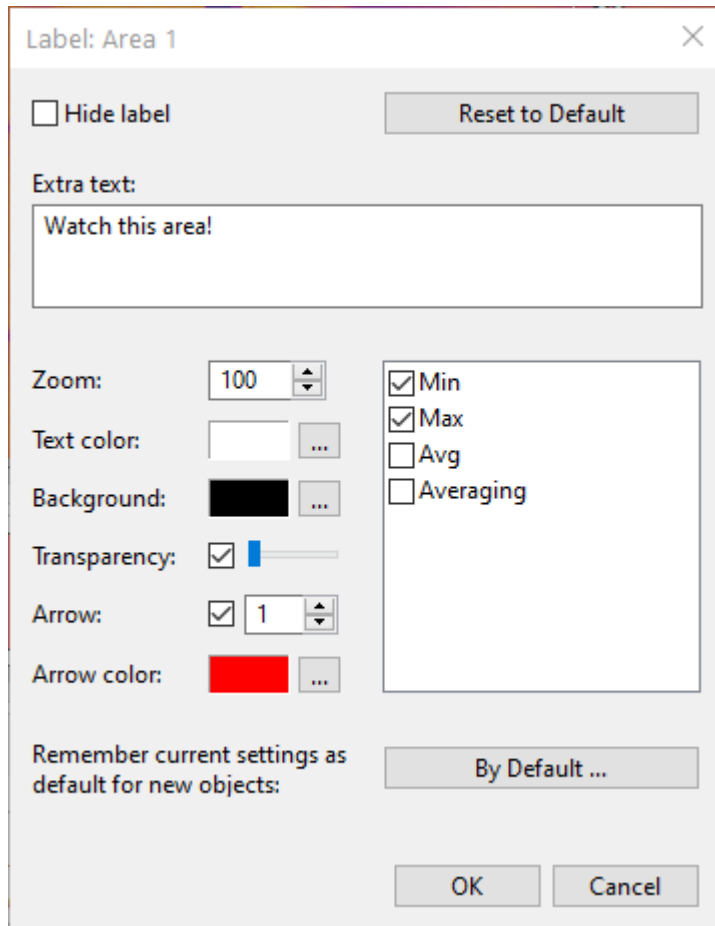 Label: Area 1
Hide label
Reset to Default
Extra text:
Watch this area!
Zoom:
100
Text color:
...
Background:
...
Transparency:
Arrow:
1
Arrow color:
...
Min
Max
Avg
Averaging
Remember current settings as
default for new objects:
By Default ...
OK
Cancel